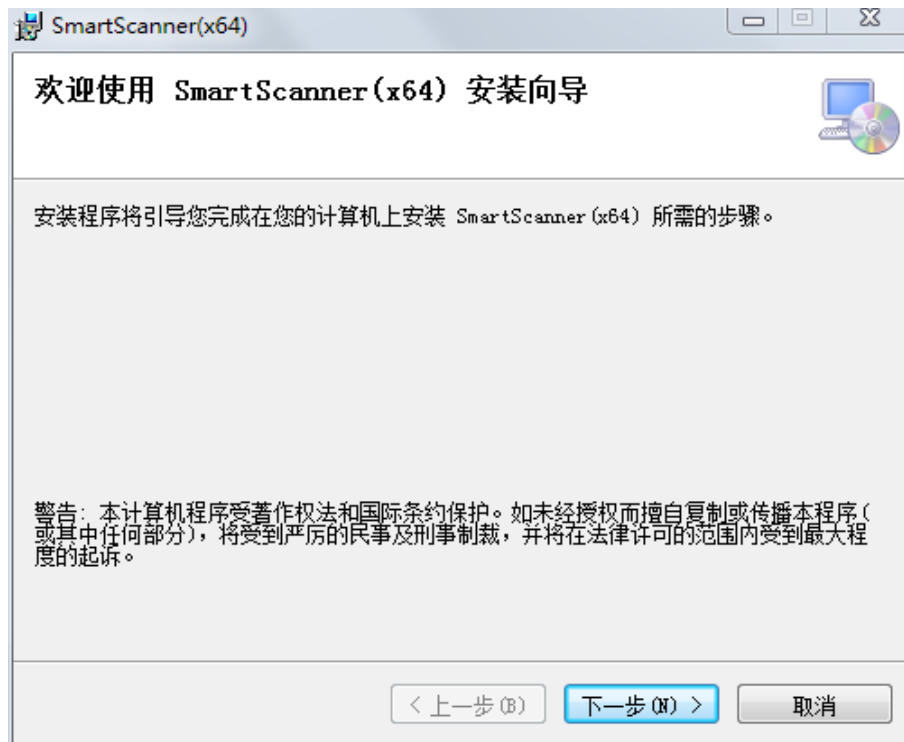 SmartScanner(x64)
欢迎使用 SmartScanner(x64) 安装向导
安装程序将引导您完成在您的计算机上安装 SmartScanner(x64) 所需的步骤。
警告: 本计算机程序受著作权法和国际条约保护。如未经授权而擅自复制或传播本程序(
或其中任何部分), 将受到严厉的民事及刑事制裁, 并将在法律许可的范围内受到最大程
度的起诉。
< 上一步(B) 下一步(N) > 取消